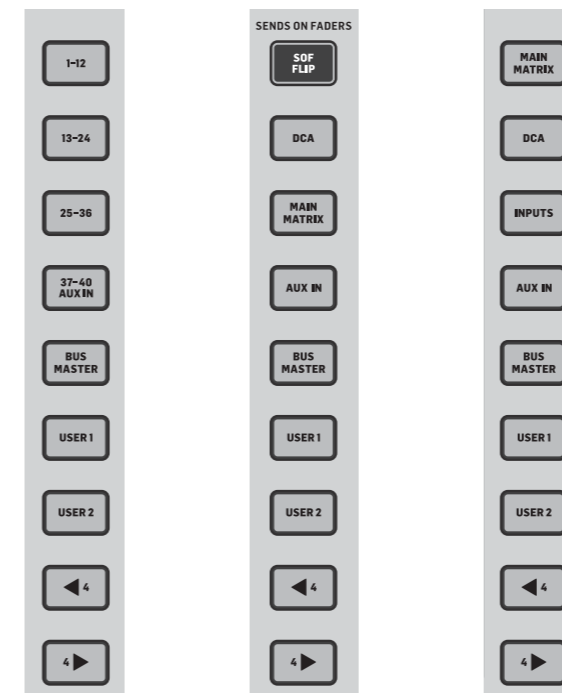 1-12
13-24
25-36
37-40
AUX IN
BUS
MASTER
USER 1
USER 2
4
4
SENDS ON FADERS
SOF
FLIP
DCA
MAIN
MATRIX
AUX IN
BUS
MASTER
USER 1
USER 2
4
4
MAIN
MATRIX
DCA
INPUTS
AUX IN
BUS
MASTER
USER 1
USER 2
4
4